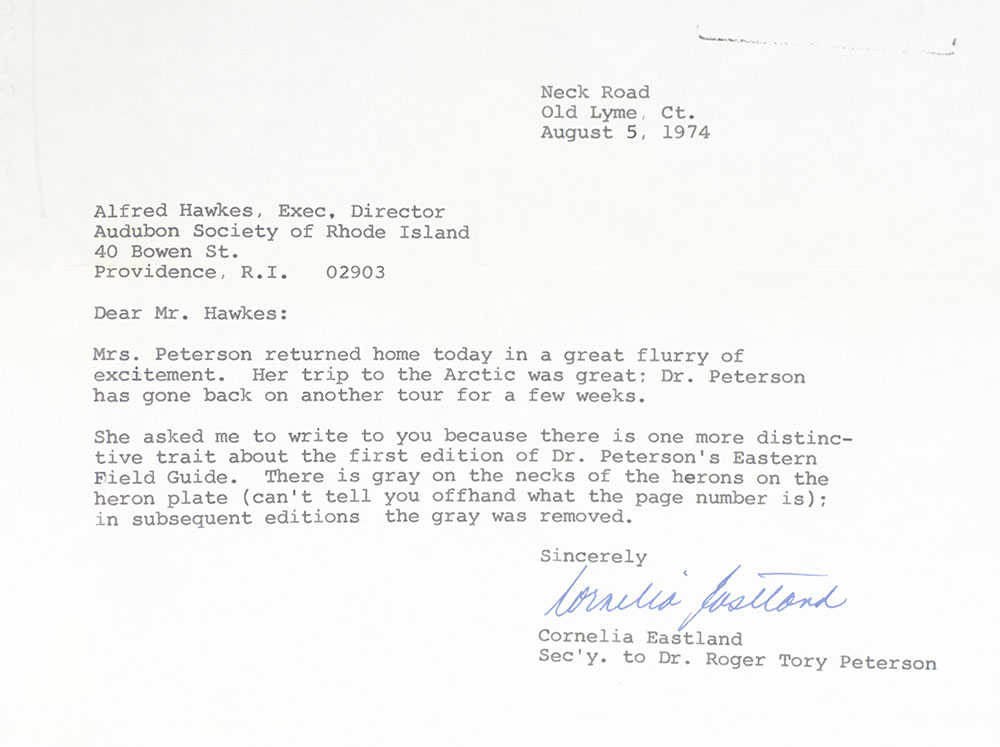 Neck Road
Old Lyme, Ct.
August 5, 1974
Alfred Hawkes, Exec. Director
Audubon Society of Rhode Island
40 Bowen St.
Providence, R.I. 02903
Dear Mr. Hawkes:
Mrs. Peterson returned home today in a great flurry of
excitement. Her trip to the Arctic was great; Dr. Peterson
has gone back on another tour for a few weeks.
She asked me to write to you because there is one more distinc-
tive trait about the first edition of Dr. Peterson's Eastern
Field Guide. There is gray on the necks of the herons on the
heron plate (can't tell you offhand what the page number is);
in subsequent editions the gray was removed.
Sincerely
Cornelia Eastland
Cornelia Eastland
Sec'y. to Dr. Roger Tory Peterson